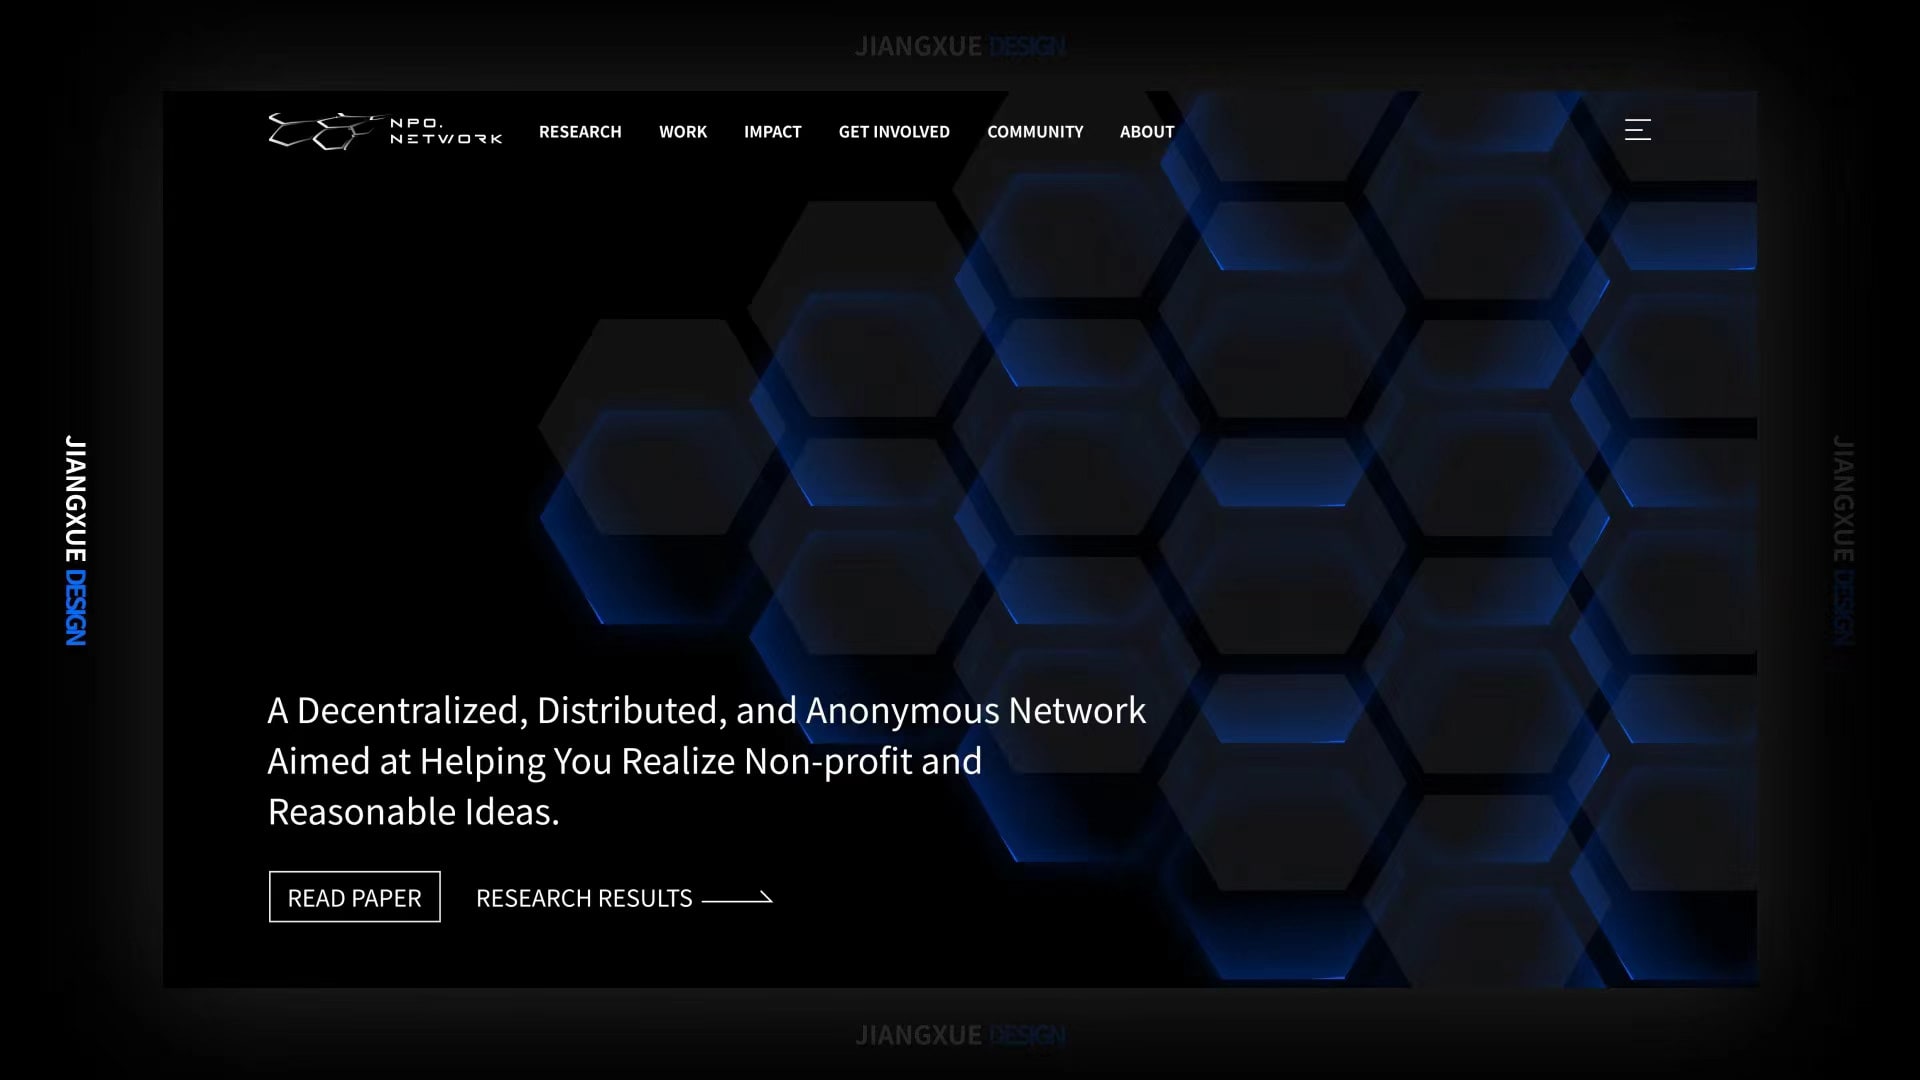 JIANGXUE DESIGN
NPO.
NETWORK
RESEARCH
WORK
IMPACT
GET INVOLVED
COMMUNITY
ABOUT
JIANGXUE DESIGN
JIANGXUE DESIGN
A Decentralized, Distributed, and Anonymous Network
Aimed at Helping You Realize Non-profit and
Reasonable Ideas.
READ PAPER
RESEARCH RESULTS
JIANGXUE DESIGN